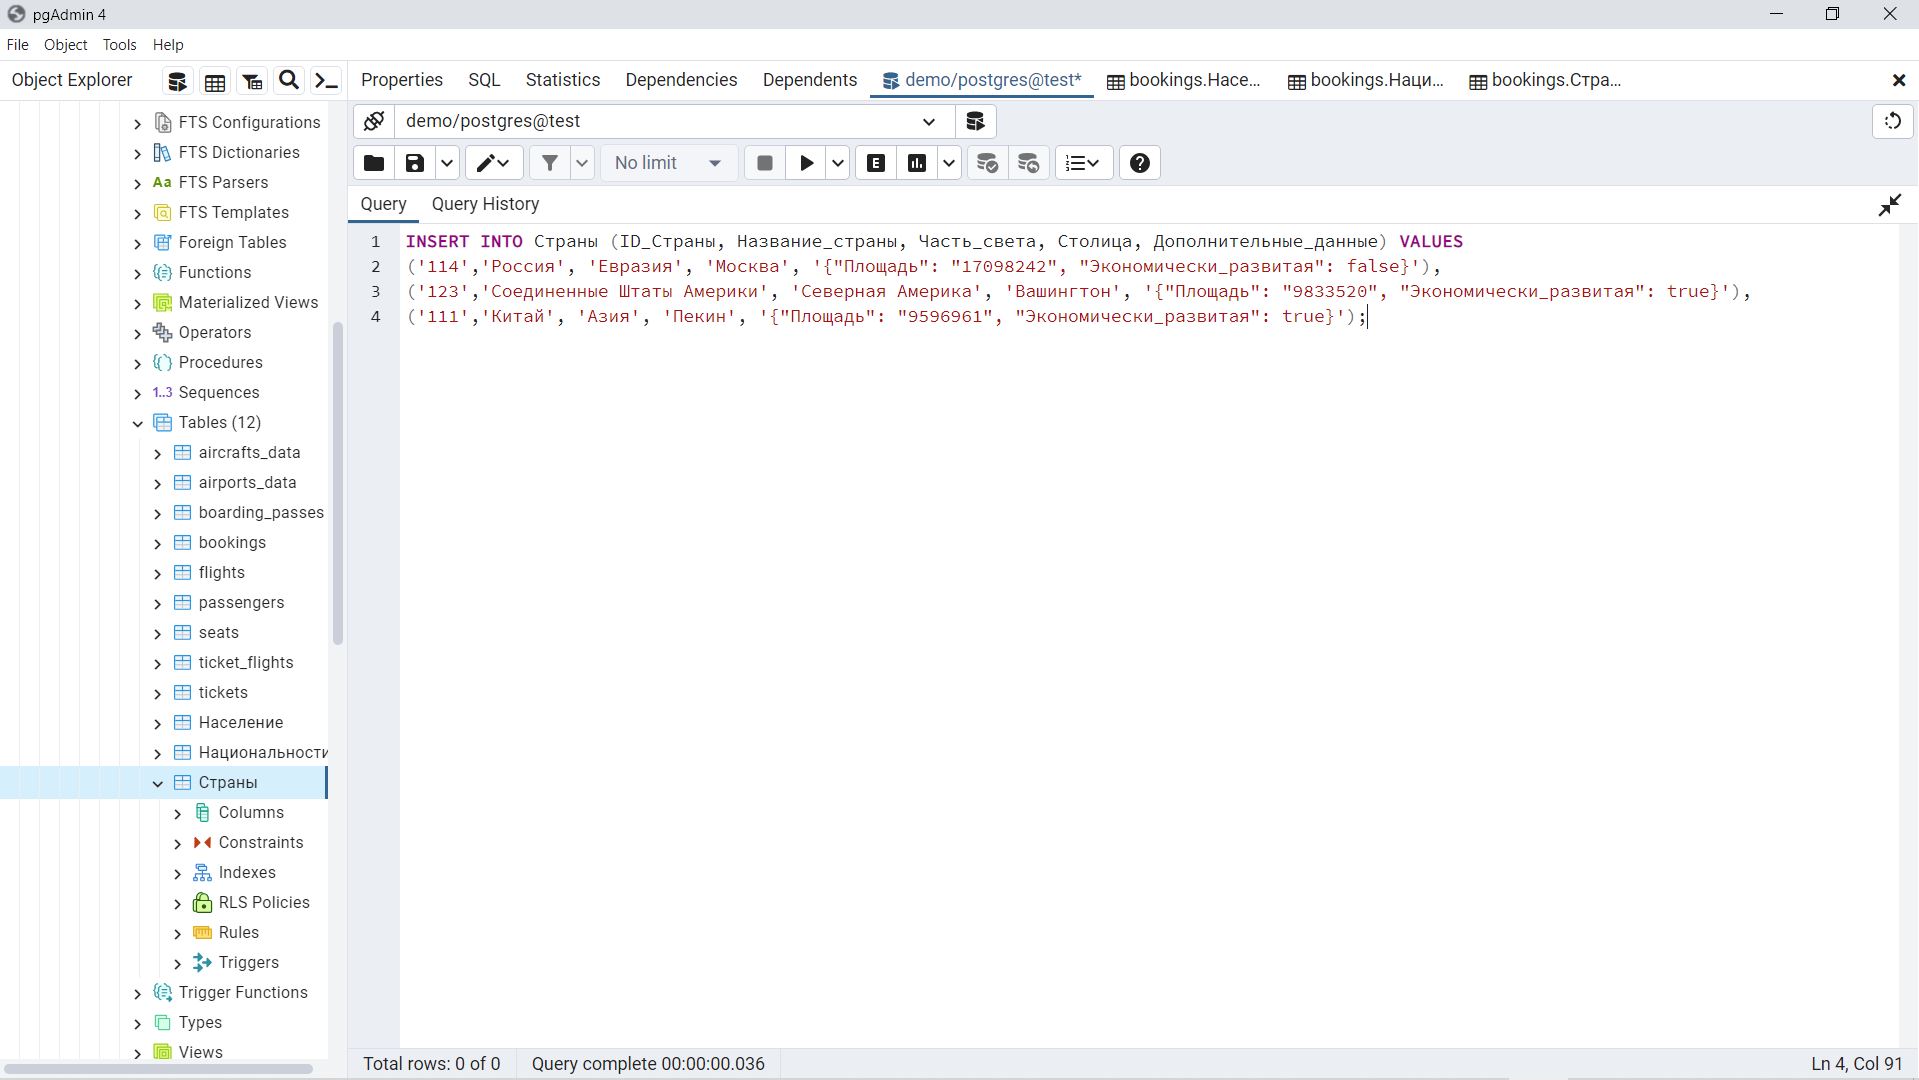 pgAdmin 4
File Object Tools Help
Object Explorer
Properties SQL Statistics Dependencies Dependents demo/postgres@test* bookings.Насе... bookings.Наци... bookings.Стра...
demo/postgres@test
No limit
Query Query History
1 INSERT INTO Страны (ID_Страны, Название_страны, Часть_света, Столица, Дополнительные_данные) VALUES
2 ('114','Россия', 'Евразия', 'Москва', '{"Площадь": "17098242", "Экономически_развитая": false}'),
3 ('123','Соединенные Штаты Америки', 'Северная Америка', 'Вашингтон', '{"Площадь": "9833520", "Экономически_развитая": true}'),
4 ('111','Китай', 'Азия', 'Пекин', '{"Площадь": "9596961", "Экономически_развитая": true}');
FTS Configurations
FTS Dictionaries
Aa FTS Parsers
FTS Templates
Foreign Tables
Functions
Materialized Views
Operators
Procedures
1..3 Sequences
Tables (12)
aircrafts_data
airports_data
boarding_passes
bookings
flights
passengers
seats
ticket_flights
tickets
Население
Национальности
Страны
Columns
Constraints
Indexes
RLS Policies
Rules
Triggers
Trigger Functions
Types
Views
Total rows: 0 of 0 Query complete 00:00:00.036 Ln 4, Col 91